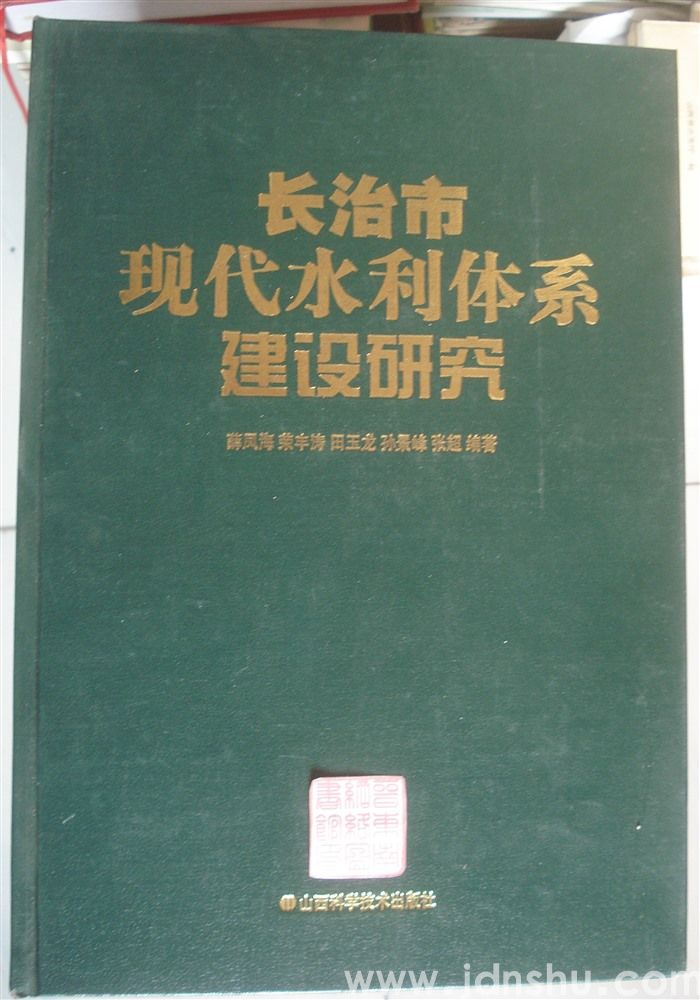 长治市
现代水利体系
建设研究
薛凤海 荣宇涛 田玉龙 孙景峰 张超 编著
山西科学技术出版社
www.jdnshu.com